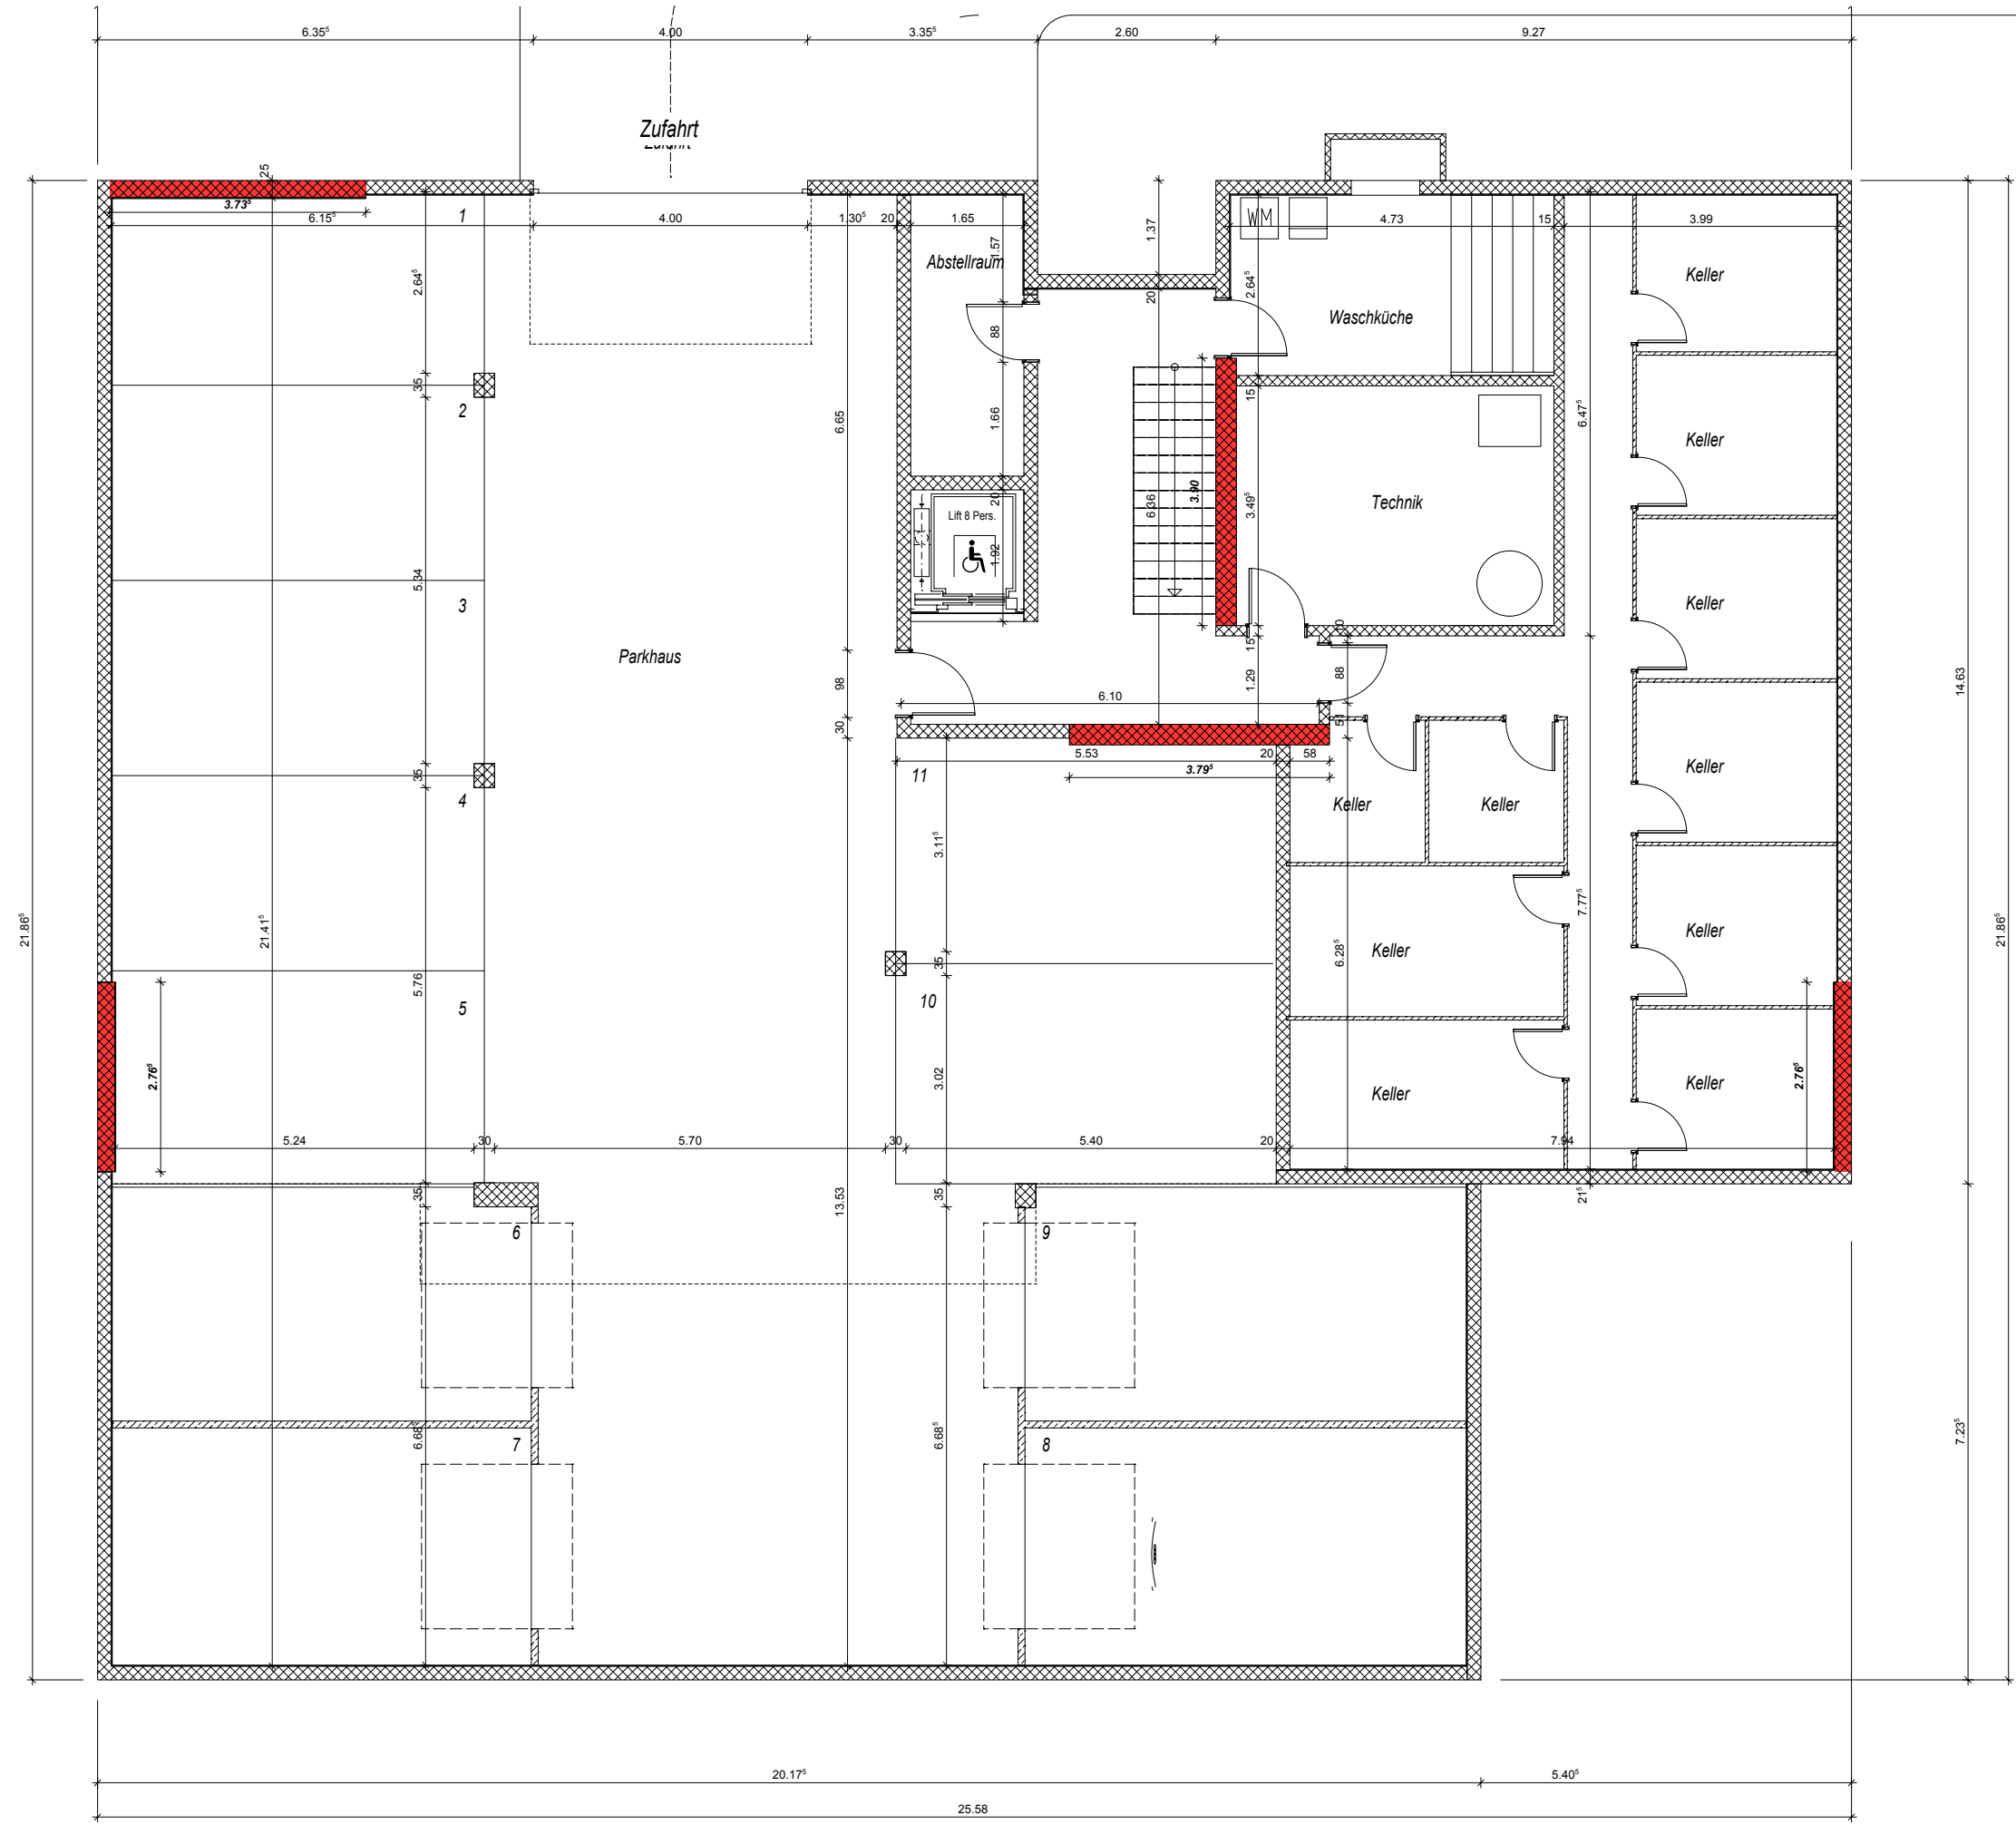 6.35⁵ 4.00 3.35⁵ 2.60 9.27
Zufahrt
25
3.73⁵
6.15⁵ 1 4.00 1.30⁵ 20 1.65 4.73 15 3.99
WM
1.37
1.57
Abstellraum
Keller
2.64⁵
2.64⁵
20
Waschküche
88
35
2
15
1.66
6.65
6.47⁵
Keller
3.90
6.36
3.49⁵
Technik
20
Lift 8 Pers.
1.92
5.34
3
Keller
10
15
Parkhaus
88
1.29
98
14.63
6.10
30
51
5.53 20 58
11
3.79⁵
35
4
Keller
Keller
Keller
3.11⁵
7.77⁵
21.86⁵
21.41⁵
21.86⁵
Keller
Keller
6.28⁵
35
5.76
5
10
2.76⁵
3.02
Keller
Keller
2.76⁵
5.24 30 5.70 30 5.40 20 7.94
35
13.53
35
21⁵
6
9
6.68⁵
7
6.68⁵
8
7.23⁵
20.17⁵ 5.40⁵
25.58